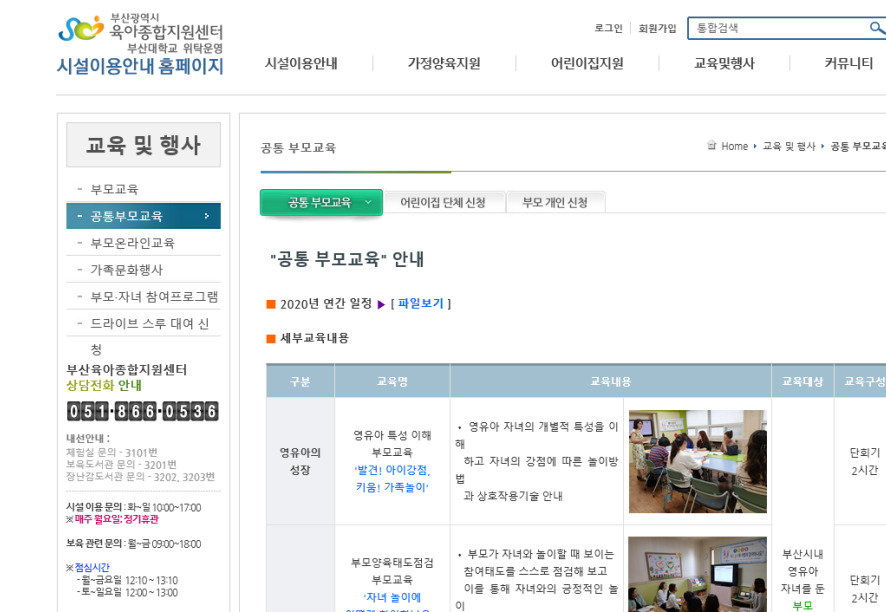 부산광역시
육아종합지원센터
부산대학교 위탁운영
시설이용안내 홈페이지
로그인
회원가입
통합검색
시설이용안내
가정양육지원
어린이집지원
교육및행사
커뮤니티
교육 및 행사
- 부모교육
- 공통부모교육
- 부모온라인교육
- 가족문화행사
- 부모·자녀 참여프로그램
- 드라이브 스루 대여 신
청
부산육아종합지원센터
상담전화 안내
051·866·0536
내선안내 :
체험실 문의 - 3101번
보육도서관 문의 - 3201번
장난감도서관 문의 - 3202, 3203번
시설 이용 문의 : 화~일 10:00~17:00
※ 매주 월요일: 정기휴관
보육 관련 문의 : 월~금 09:00~18:00
※ 점심시간
- 월~금요일 12:10 ~ 13:10
- 토~일요일 12:00 ~ 13:00
공통 부모교육
Home ▸ 교육 및 행사 ▸ 공통 부모교육
공통 부모교육
어린이집 단체 신청
부모 개인 신청
"공통 부모교육" 안내
■ 2020년 연간 일정 ▶ [ 파일보기 ]
■ 세부교육내용
구분
교육명
교육내용
교육대상
교육구성
영유아의
성장
영유아 특성 이해
부모교육
'발견! 아이강점,
키움! 가족놀이'
• 영유아 자녀의 개별적 특성을 이
해
하고 자녀의 강점에 따른 놀이방
법
과 상호작용기술 안내
단회기
2시간
부모양육태도점검
부모교육
'자녀 놀이에
• 부모가 자녀와 놀이할 때 보이는
참여태도를 스스로 점검해 보고
이를 통해 자녀와의 긍정적인 놀
이
부산시내
영유아
자녀를 둔
부모
단회기
2시간